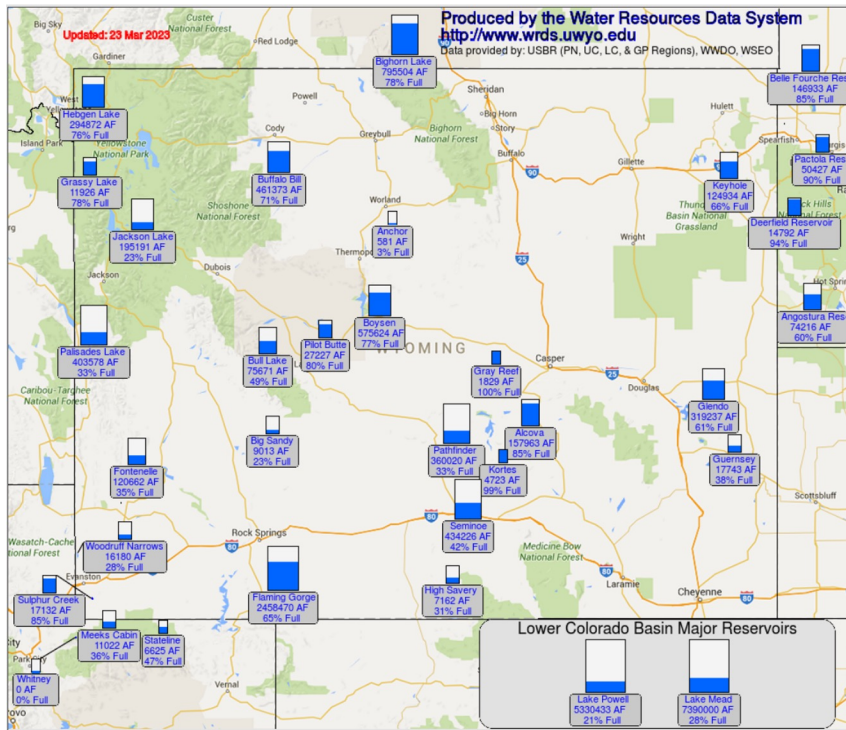 Produced by the Water Resources Data System
http://www.wrds.uwyo.edu
Data provided by: USBR (PN, UC, LC, & GP Regions), WWDO, WSEO
Updated: 23 Mar 2023
Big Sky
Custer
National Forest
Red Lodge
Gardiner
Bighorn Lake
795504 AF
78% Full
90
Belle Fourche Res
146933 AF
85% Full
West
Hebgen Lake
294872 AF
76% Full
Island Park
Yellowstone
National Park
Powell
Cody
Greybull
Sheridan
Big Horn
Story
Bighorn
National Forest
Buffalo
90
Gillette
Hulett
Spearfish
Pactola Res
50427 AF
90% Full
Grassy Lake
11926 AF
78% Full
Buffalo Bill
461373 AF
71% Full
Keyhole
124934 AF
66% Full
Shoshone
National Forest
Worland
Anchor
581 AF
3% Full
Basin National
Grassland
Deerfield Reservoir
14792 AF
94% Full
Jackson Lake
195191 AF
23% Full
Wright
25
Jackson
Dubois
Angostura Res
74216 AF
60% Full
Boysen
575624 AF
77% Full
Palisades Lake
403578 AF
33% Full
Bull Lake
75671 AF
49% Full
Pilot Butte
27227 AF
80% Full
Gray Reef
1829 AF
100% Full
Casper
25
Douglas
Caribou-Targhee
National Forest
Glendo
319237 AF
61% Full
Big Sandy
9013 AF
23% Full
Pathfinder
360020 AF
33% Full
Alcova
157963 AF
85% Full
Kortes
4723 AF
99% Full
Guernsey
17743 AF
38% Full
Fontenelle
120662 AF
35% Full
Scottsbluff
Seminoe
434226 AF
42% Full
80
Rock Springs
80
Woodruff Narrows
16180 AF
28% Full
Wasatch-Cache
National Forest
Evanston
Medicine Bow
National Forest
80
Laramie
Cheyenne
80
Sulphur Creek
17132 AF
85% Full
Flaming Gorge
2458470 AF
65% Full
High Savery
7162 AF
31% Full
Meeks Cabin
11022 AF
36% Full
Stateline
6625 AF
47% Full
Park City
Whitney
0 AF
0% Full
Vernal
Lower Colorado Basin Major Reservoirs
Lake Powell
5330433 AF
21% Full
Lake Mead
7390000 AF
28% Full